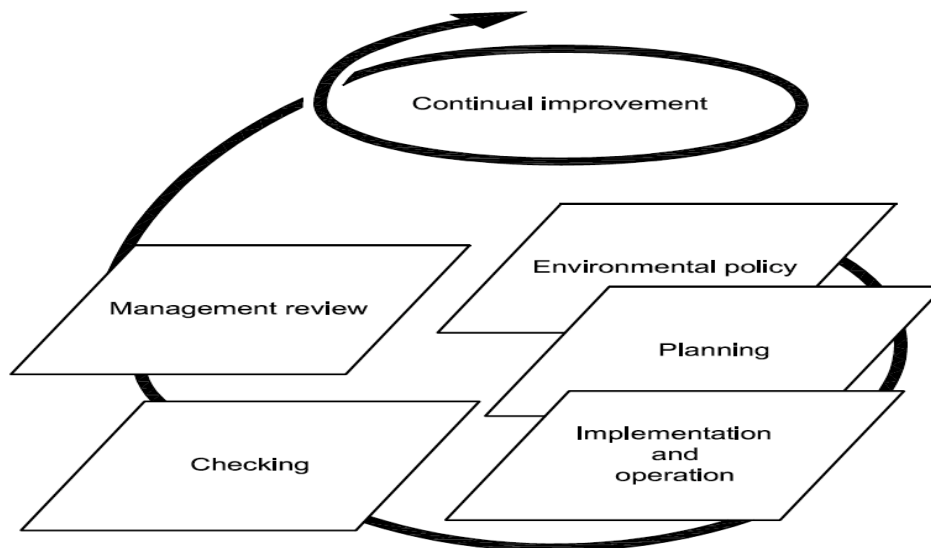 Continual improvement
Environmental policy
Management review
Planning
Implementation
and
operation
Checking